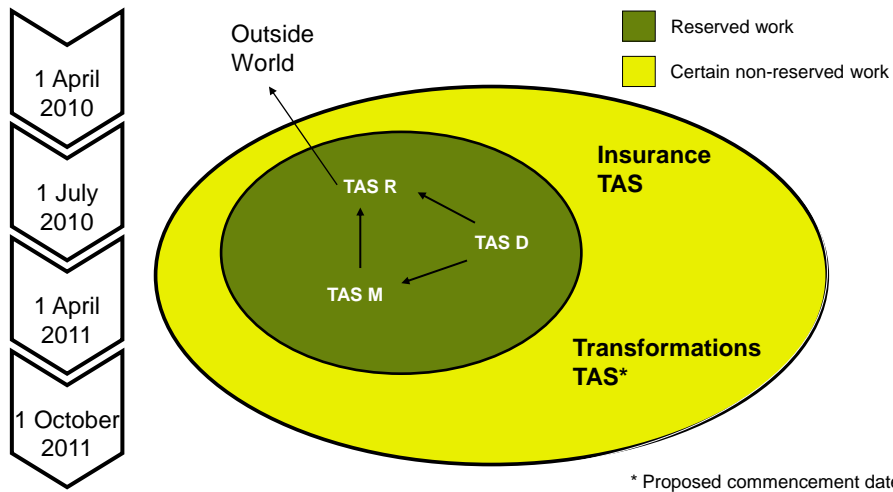 Outside
World
Reserved work
Certain non-reserved work
1 April
2010
1 July
2010
1 April
2011
1 October
2011
Insurance
TAS
TAS R
TAS D
TAS M
Transformations
TAS*
* Proposed commencement date